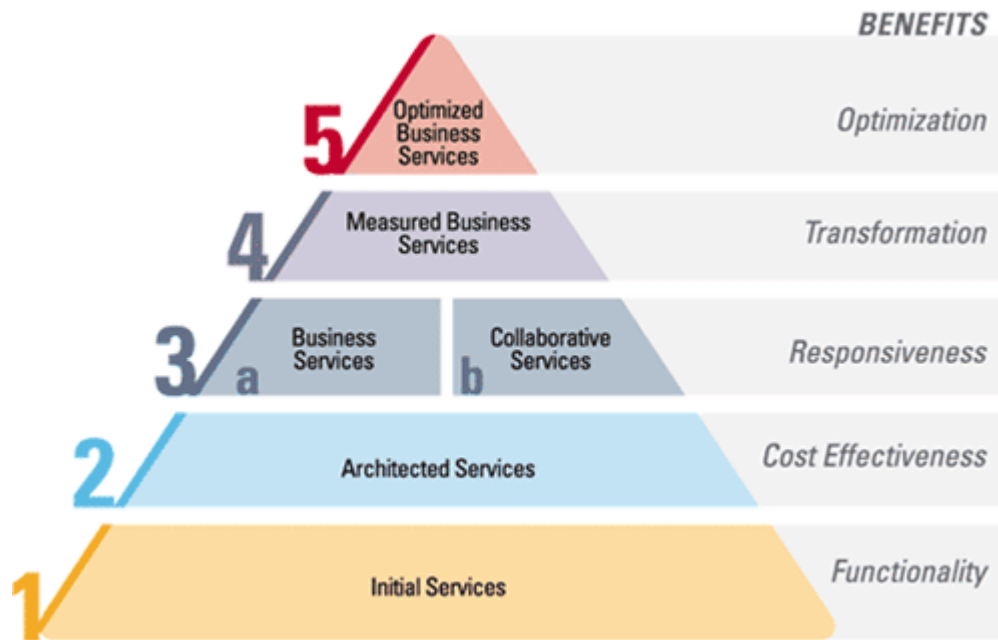 BENEFITS
5
Optimized
Business
Services
Optimization
4
Measured Business
Services
Transformation
3
a
Business
Services
b
Collaborative
Services
Responsiveness
2
Architected Services
Cost Effectiveness
1
Initial Services
Functionality